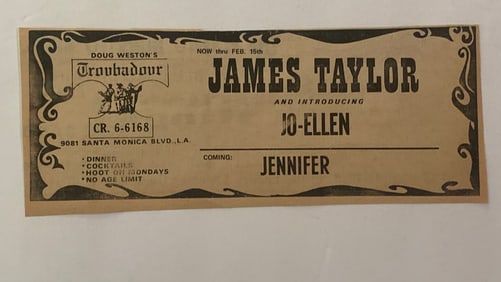 DOUG WESTON'S
Troubadour
CR. 6-6168
9081 SANTA MONICA BLVD., L.A.
• DINNER
• COCKTAILS
• HOOT ON MONDAYS
• NO AGE LIMIT
NOW thru FEB. 15th
JAMES TAYLOR
AND INTRODUCING
JO-ELLEN
COMING:
JENNIFER